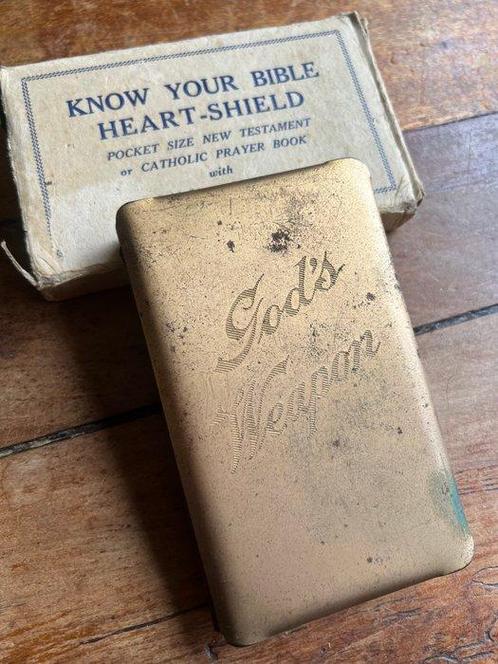 KNOW YOUR BIBLE
HEART-SHIELD
POCKET SIZE NEW TESTAMENT
or CATHOLIC PRAYER BOOK
with
God's
Weapon